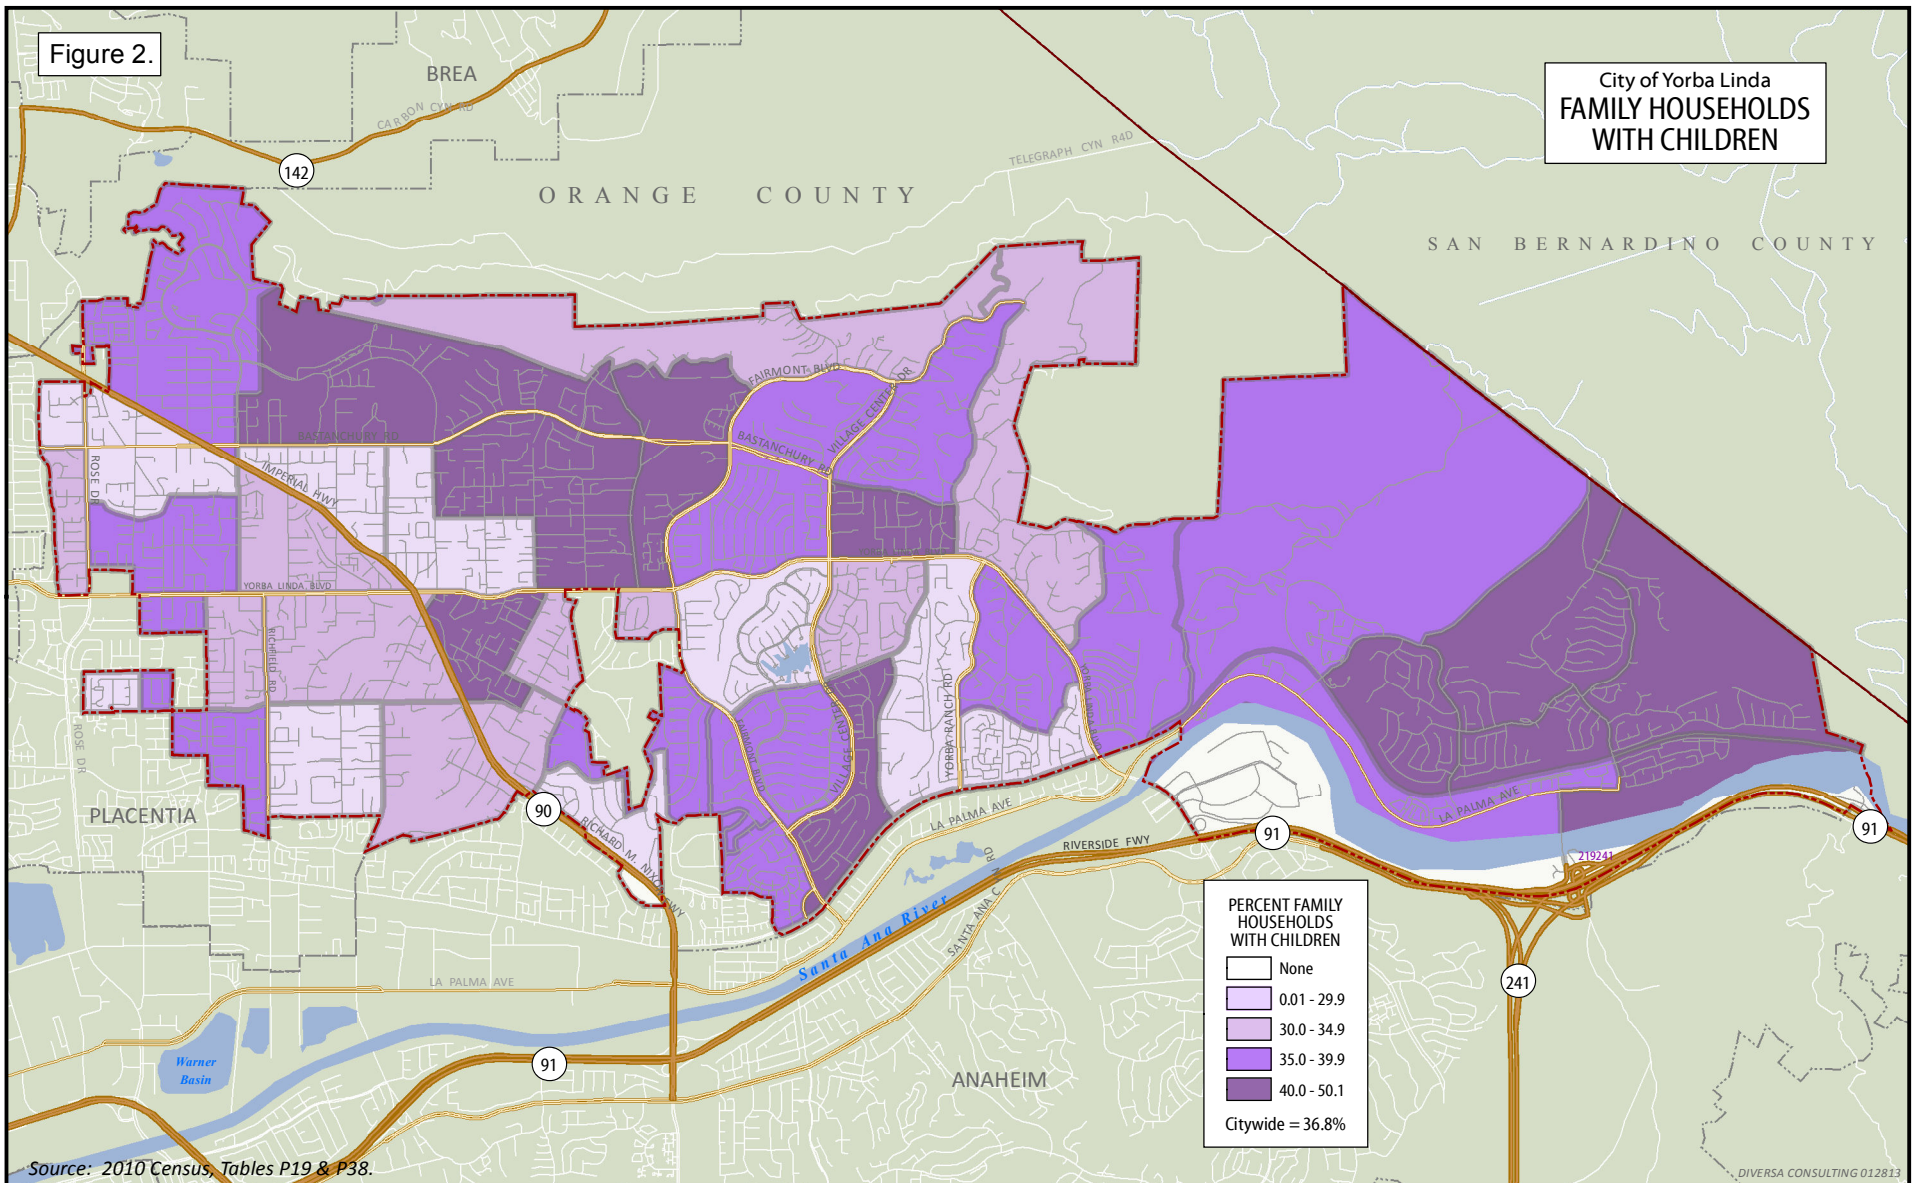 Figure 2.
City of Yorba Linda
FAMILY HOUSEHOLDS
WITH CHILDREN
BREA
CARBON CYN RD
142
TELEGRAPH CYN R4D
ORANGE COUNTY
SAN BERNARDINO COUNTY
FAIRMONT BLVD
VILLAGE CENTER DR
BASTANCHURY RD
BASTANCHURY RD
ROSE DR
IMPERIAL HWY
YORBA LINDA BLVD
RICHFIELD RD
YORBA RANCH RD
FAIRMONT BLVD
ROSE DR
PLACENTIA
90
RICHARD M. NIXON FWY
LA PALMA AVE
LA PALMA AVE
RIVERSIDE FWY
91
91
219241
Santa Ana River
SANTA ANA CYN RD
LA PALMA AVE
241
Warner
Basin
91
ANAHEIM
PERCENT FAMILY
HOUSEHOLDS
WITH CHILDREN
None
0.01 - 29.9
30.0 - 34.9
35.0 - 39.9
40.0 - 50.1
Citywide = 36.8%
Source: 2010 Census, Tables P19 & P38.
DIVERSA CONSULTING 012813